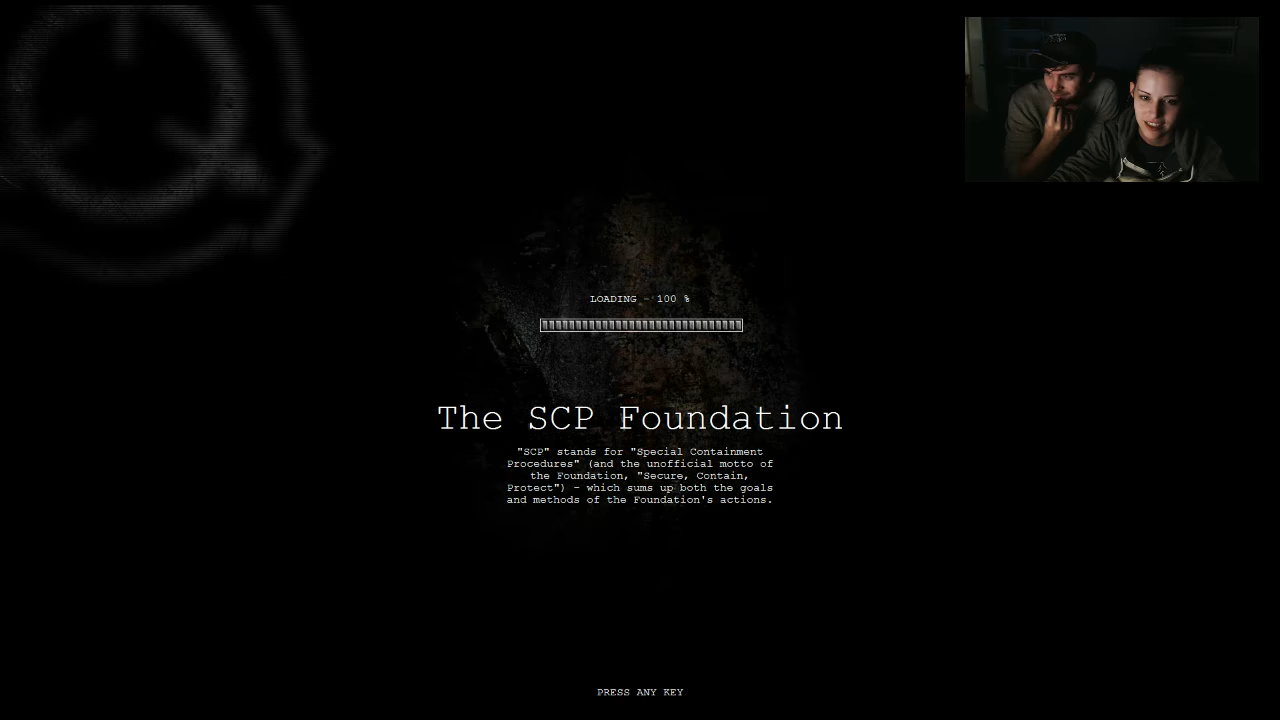 LOADING - 100 %
The SCP Foundation
"SCP" stands for "Special Containment
Procedures" (and the unofficial motto of
the Foundation, "Secure, Contain,
Protect") - which sums up both the goals
and methods of the Foundation's actions.
PRESS ANY KEY